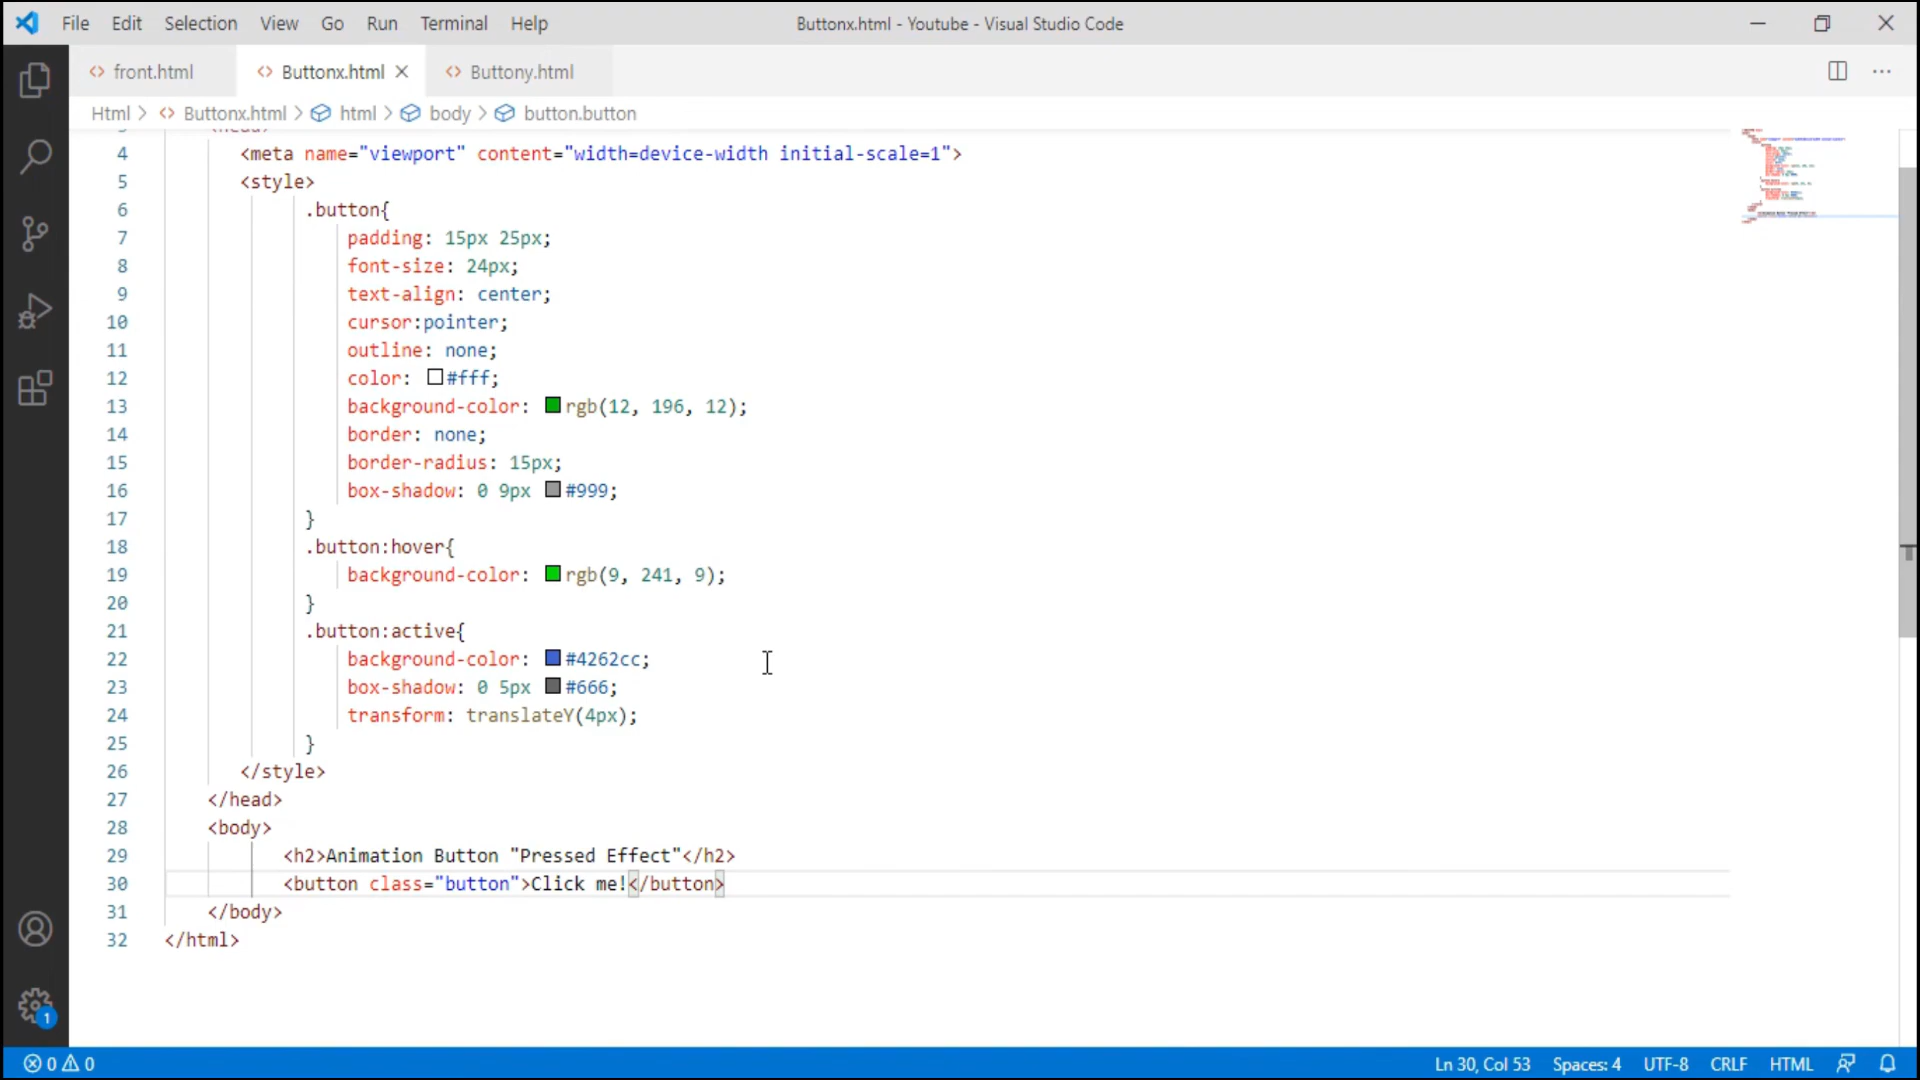 File Edit Selection View Go Run Terminal Help Buttonx.html - Youtube - Visual Studio Code
front.html Buttonx.html Buttony.html
Html > Buttonx.html > html > body > button.button
3 <head>
4 <meta name="viewport" content="width=device-width initial-scale=1">
5 <style>
6 .button{
7 padding: 15px 25px;
8 font-size: 24px;
9 text-align: center;
10 cursor:pointer;
11 outline: none;
12 color: #fff;
13 background-color: rgb(12, 196, 12);
14 border: none;
15 border-radius: 15px;
16 box-shadow: 0 9px #999;
17 }
18 .button:hover{
19 background-color: rgb(9, 241, 9);
20 }
21 .button:active{
22 background-color: #4262cc;
23 box-shadow: 0 5px #666;
24 transform: translateY(4px);
25 }
26 </style>
27 </head>
28 <body>
29 <h2>Animation Button "Pressed Effect"</h2>
30 <button class="button">Click me!</button>
31 </body>
32 </html>
1
0 0 Ln 30, Col 53 Spaces: 4 UTF-8 CRLF HTML